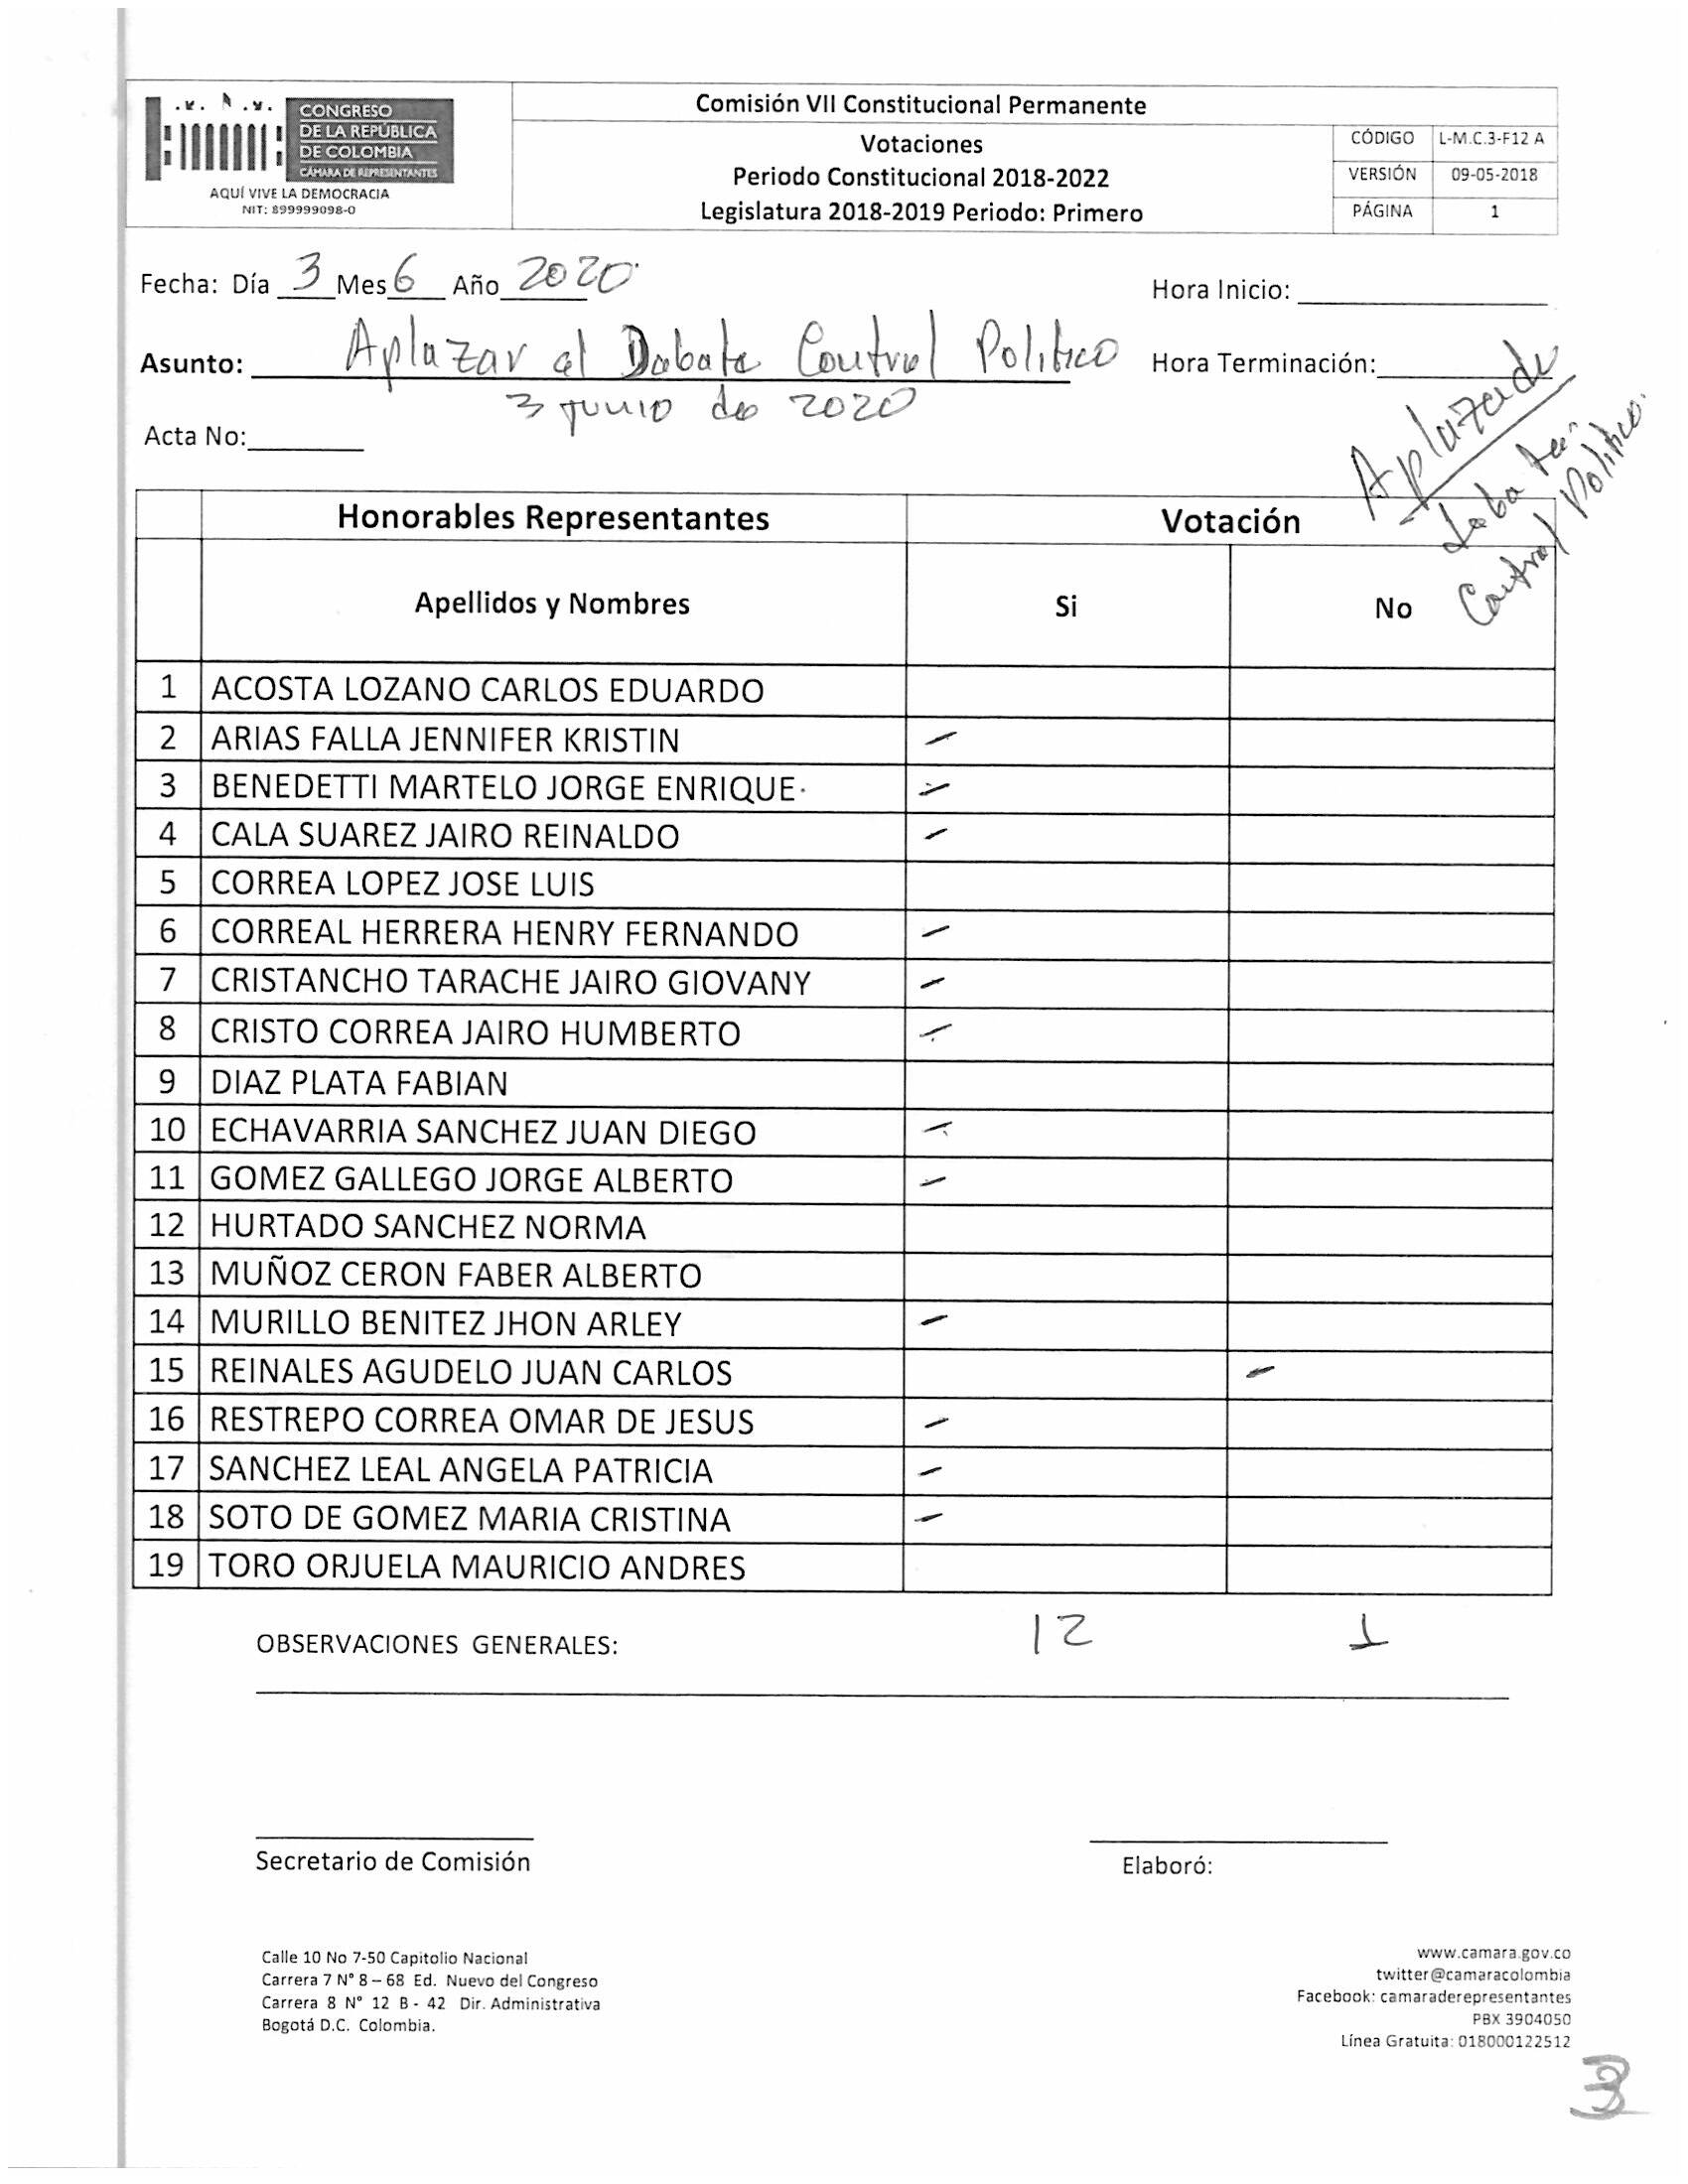 CONGRESO
DE LA REPÚBLICA
DE COLOMBIA
CÁMARA DE REPRESENTANTES
AQUÍ VIVE LA DEMOCRACIA
NIT: 899999098-0
Comisión VII Constitucional Permanente
Votaciones
Periodo Constitucional 2018-2022
Legislatura 2018-2019 Periodo: Primero
CÓDIGO L-M.C.3-F12 A
VERSIÓN 09-05-2018
PÁGINA 1
Fecha: Día 3 Mes 6 Año 2020
Hora Inicio:
Asunto: Aplazar el Debate Control Politico
3 junio de 2020
Hora Terminación:
Acta No:
Aplazado
Control Politico.
Honorables Representantes Votación
Apellidos y Nombres Si No
1 ACOSTA LOZANO CARLOS EDUARDO
2 ARIAS FALLA JENNIFER KRISTIN –
3 BENEDETTI MARTELO JORGE ENRIQUE –
4 CALA SUAREZ JAIRO REINALDO –
5 CORREA LOPEZ JOSE LUIS
6 CORREAL HERRERA HENRY FERNANDO –
7 CRISTANCHO TARACHE JAIRO GIOVANY –
8 CRISTO CORREA JAIRO HUMBERTO –
9 DIAZ PLATA FABIAN
10 ECHAVARRIA SANCHEZ JUAN DIEGO –
11 GOMEZ GALLEGO JORGE ALBERTO –
12 HURTADO SANCHEZ NORMA
13 MUÑOZ CERON FABER ALBERTO
14 MURILLO BENITEZ JHON ARLEY –
15 REINALES AGUDELO JUAN CARLOS –
16 RESTREPO CORREA OMAR DE JESUS –
17 SANCHEZ LEAL ANGELA PATRICIA –
18 SOTO DE GOMEZ MARIA CRISTINA –
19 TORO ORJUELA MAURICIO ANDRES
OBSERVACIONES GENERALES: 12 1
Secretario de Comisión
Elaboró:
Calle 10 No 7-50 Capitolio Nacional
Carrera 7 N° 8 – 68 Ed. Nuevo del Congreso
Carrera 8 N° 12 B - 42 Dir. Administrativa
Bogotá D.C. Colombia.
www.camara.gov.co
twitter@camaracolombia
Facebook: camaraderepresentantes
PBX 3904050
Línea Gratuita: 018000122512
3